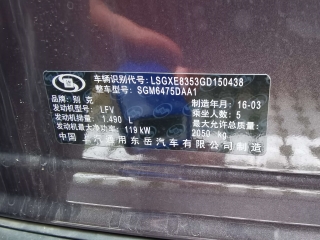 车辆识别代号: LSGXE8353GD150438
整车型号: SGM6475DAA1
品牌: 别克
制造年月: 16-03
发动机型号: LFV
乘坐人数: 5
发动机排量: 1.490 L
最大允许总质量: 2050 kg
发动机最大净功率: 119 kW
中国 上汽通用东岳汽车有限公司制造